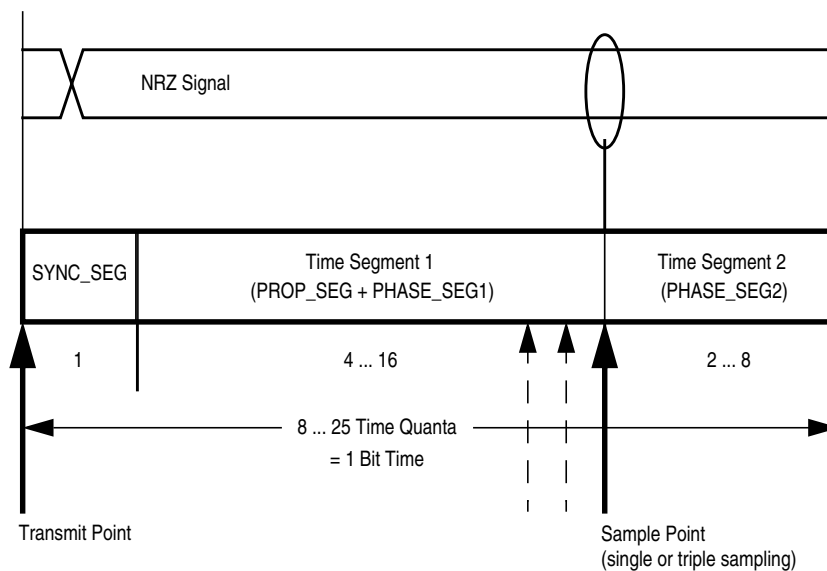 NRZ Signal
SYNC_SEG
Time Segment 1
(PROP_SEG + PHASE_SEG1)
Time Segment 2
(PHASE_SEG2)
1
4 ... 16
2 ... 8
8 ... 25 Time Quanta
= 1 Bit Time
Transmit Point
Sample Point
(single or triple sampling)